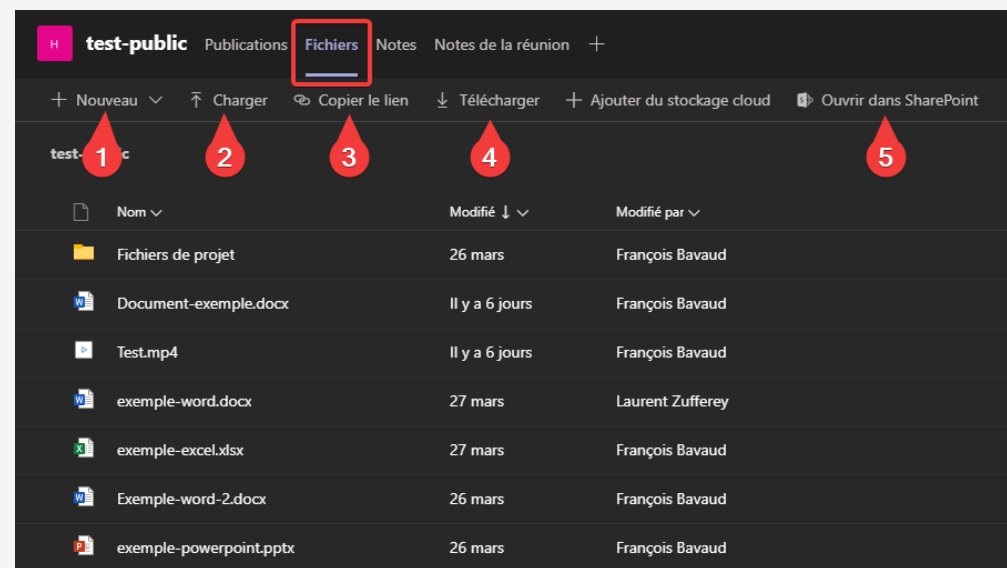 H test-public Publications Fichiers Notes Notes de la réunion +
+ Nouveau Charger Copier le lien Télécharger + Ajouter du stockage cloud Ouvrir dans SharePoint
1 2 3 4 5
Nom Modifié ↓ Modifié par
Fichiers de projet 26 mars François Bavaud
Document-exemple.docx Il y a 6 jours François Bavaud
Test.mp4 Il y a 6 jours François Bavaud
exemple-word.docx 27 mars Laurent Zufferey
exemple-excel.xlsx 27 mars François Bavaud
Exemple-word-2.docx 26 mars François Bavaud
exemple-powerpoint.pptx 26 mars François Bavaud